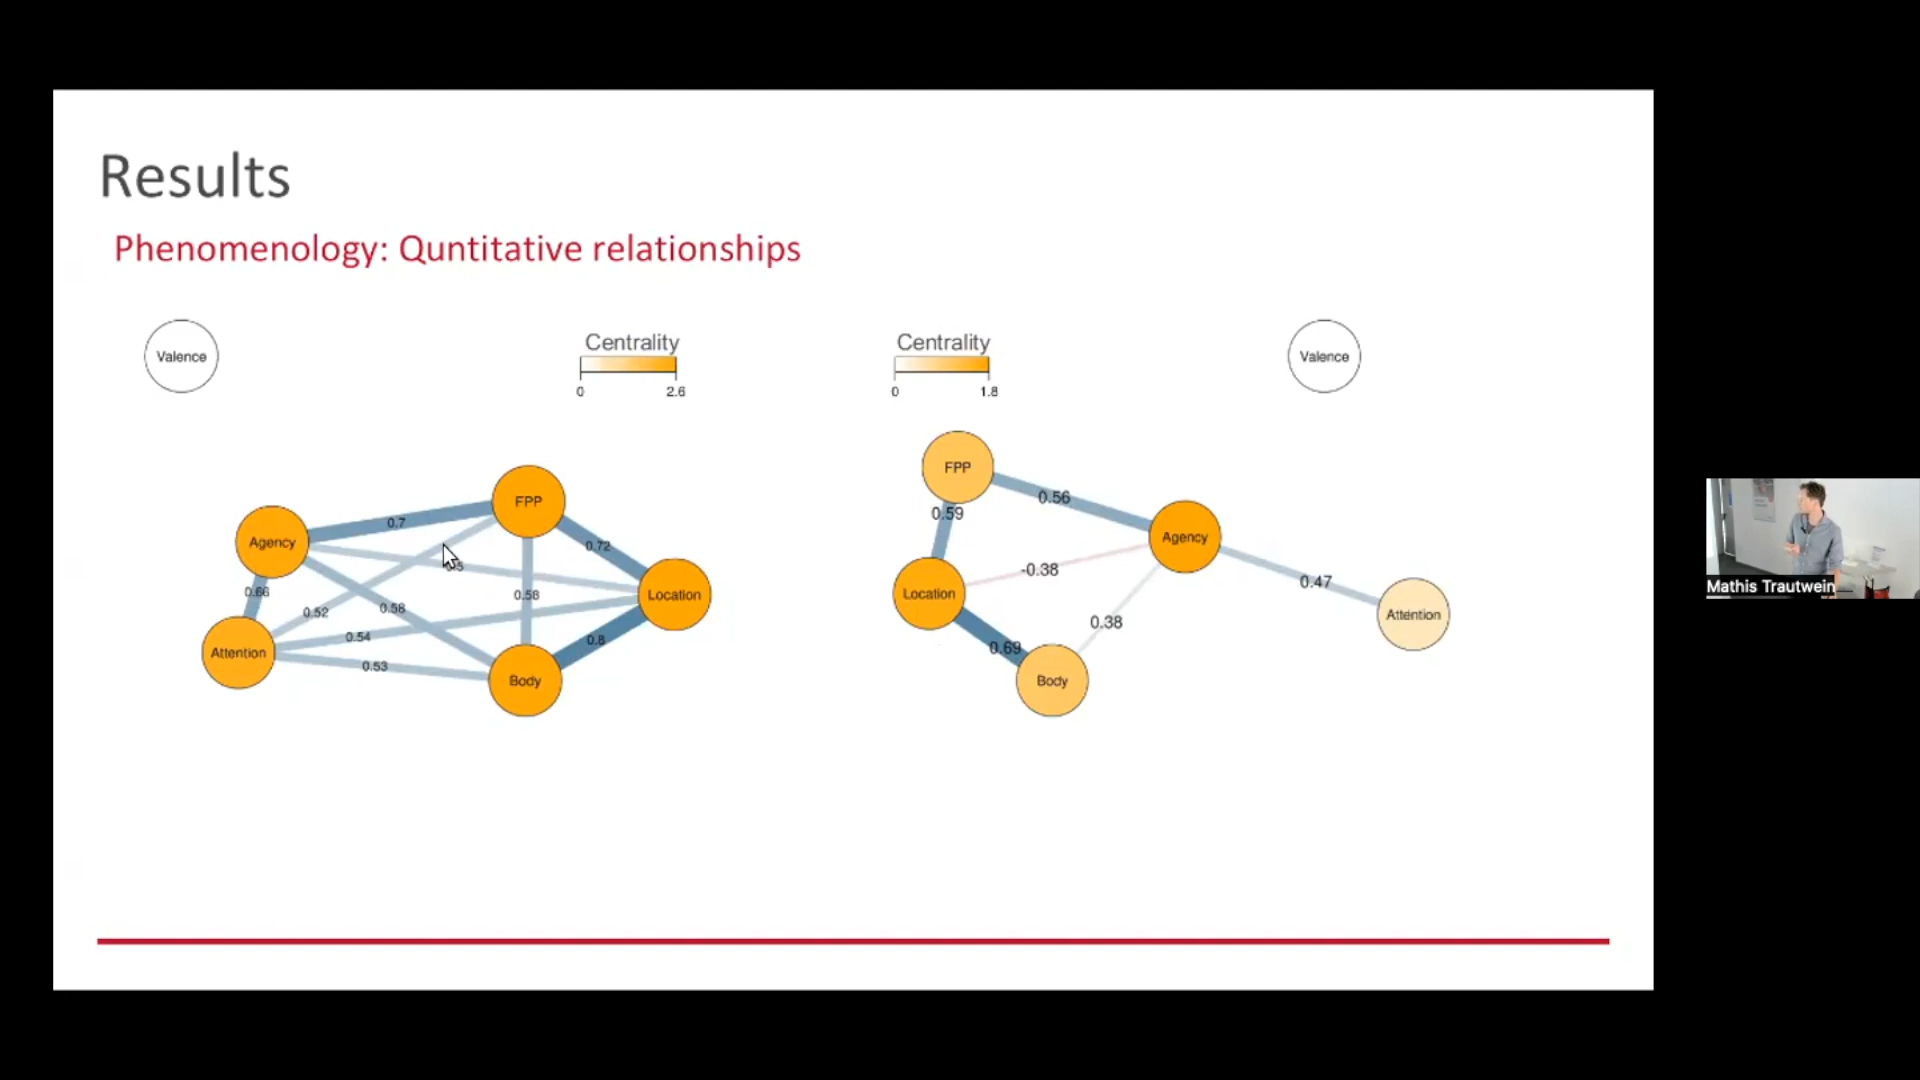 Results
Phenomenology: Quntitative relationships
Valence
Centrality
0 2.6
FPP
Agency
Location
Attention
Body
0.7
0.72
0.66
0.52
0.58
0.58
0.54
0.53
0.8
Centrality
0 1.8
Valence
FPP
0.56
0.59
Agency
-0.38
0.47
Location
Attention
0.38
0.69
Body
Mathis Trautwein